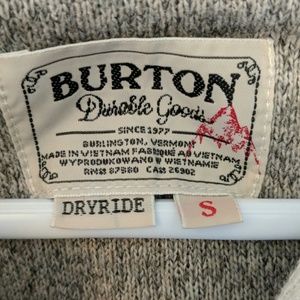 BURTON
Durable Goods
SINCE 1977
BURLINGTON, VERMONT
MADE IN VIETNAM FABRIQUÉ AU VIETNAM
WYPRODUKOWANO W WIETNAMIE
RN# 87580 CA# 26902
DRYRIDE
S